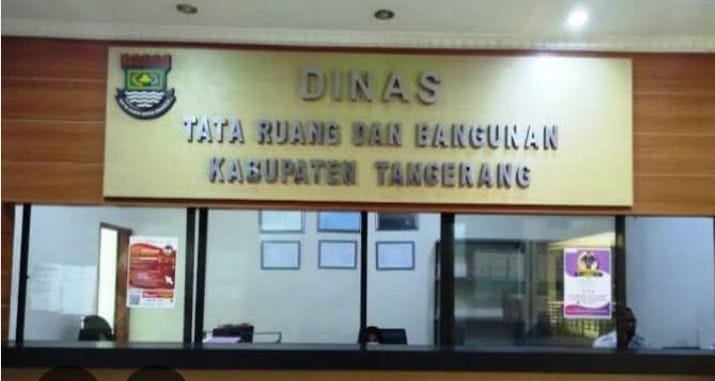 DINAS
TATA RUANG DAN BANGUNAN
KABUPATEN TANGERANG